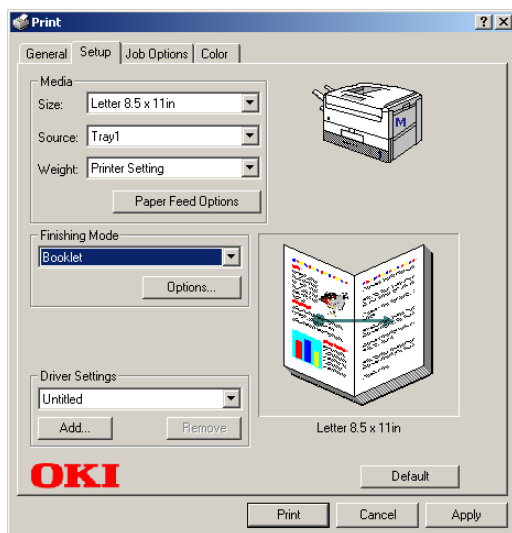 Print
General Setup Job Options Color
Media
Size: Letter 8.5 x 11in
Source: Tray1
Weight: Printer Setting
Paper Feed Options
M
Finishing Mode
Booklet
Options...
Driver Settings
Untitled
Add... Remove
Letter 8.5 x 11in
OKI
Default
Print Cancel Apply